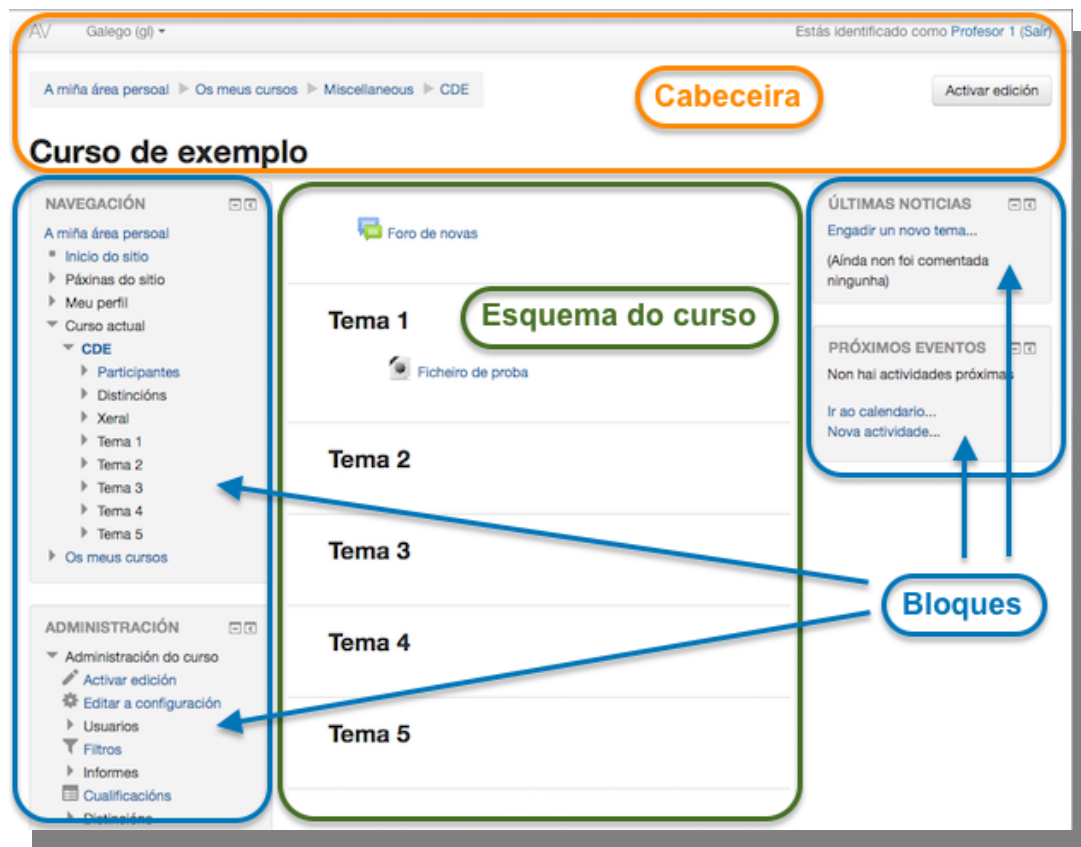 AV Galego (gl)
Estás identificado como Profesor 1 (Saír)
A miña área persoal Os meus cursos Miscellaneous CDE
Cabeceira
Activar edición
Curso de exemplo
NAVEGACIÓN
A miña área persoal
Inicio do sitio
Páxinas do sitio
Meu perfil
Curso actual
CDE
Participantes
Distincións
Xeral
Tema 1
Tema 2
Tema 3
Tema 4
Tema 5
Os meus cursos
ADMINISTRACIÓN
Administración do curso
Activar edición
Editar a configuración
Usuarios
Filtros
Informes
Cualificacións
Distincións
Foro de novas
Tema 1
Esquema do curso
Ficheiro de proba
Tema 2
Tema 3
Tema 4
Tema 5
ÚLTIMAS NOTICIAS
Engadir un novo tema...
(Aínda non foi comentada
ningunha)
PRÓXIMOS EVENTOS
Non hai actividades próximas
Ir ao calendario...
Nova actividade...
Bloques